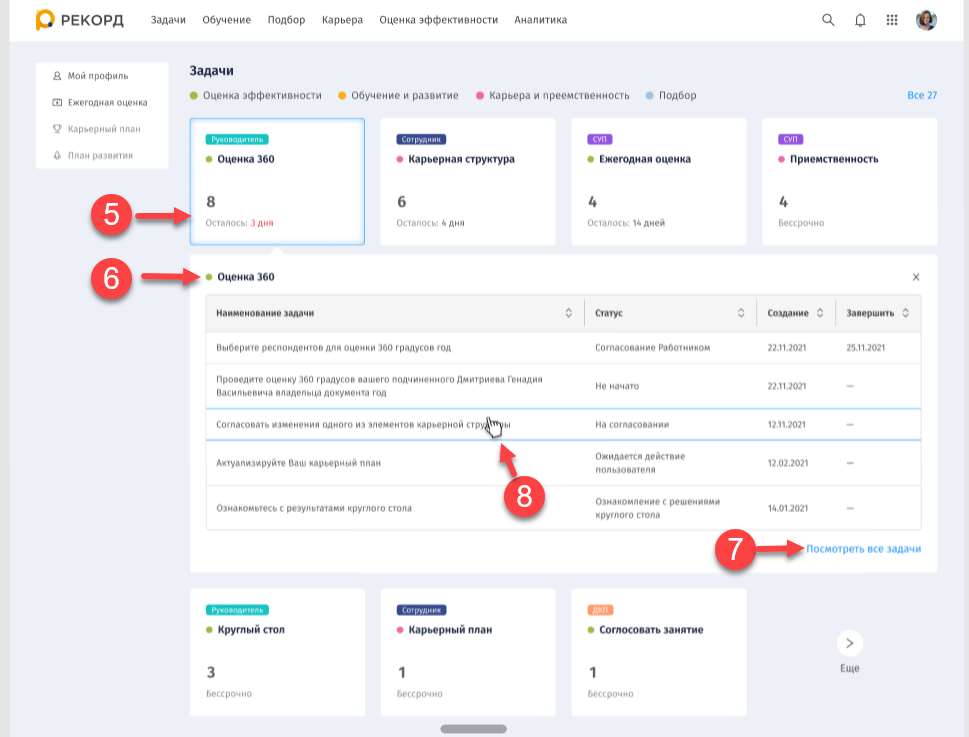 РЕКОРД
Задачи Обучение Подбор Карьера Оценка эффективности Аналитика
Мой профиль
Ежегодная оценка
Карьерный план
План развития
Задачи
Оценка эффективности Обучение и развитие Карьера и преемственность Подбор Все 27
Руководитель
Оценка 360
8
Осталось: 3 дня
Сотрудник
Карьерная структура
6
Осталось: 4 дня
СУП
Ежегодная оценка
4
Осталось: 14 дней
СУП
Приемственность
4
Бессрочно
5
6
Оценка 360
Наименование задачи Статус Создание Завершить
Выберите респондентов для оценки 360 градусов год Согласование Работником 22.11.2021 25.11.2021
Проведите оценку 360 градусов вашего подчиненного Дмитриева Генадия
Васильевича владельца документа год
Не начато 22.11.2021 —
Согласовать изменения одного из элементов карьерной структуры На согласовании 12.11.2021 —
Актуализируйте Ваш карьерный план
Ожидается действие
пользователя
12.02.2021 —
Ознакомьтесь с результатами круглого стола
Ознакомление с решениями
круглого стола
14.01.2021 —
8
7
Посмотреть все задачи
Руководитель
Круглый стол
3
Бессрочно
Сотрудник
Карьерный план
1
Бессрочно
ДКП
Соглосовать занятие
1
Бессрочно
Еще